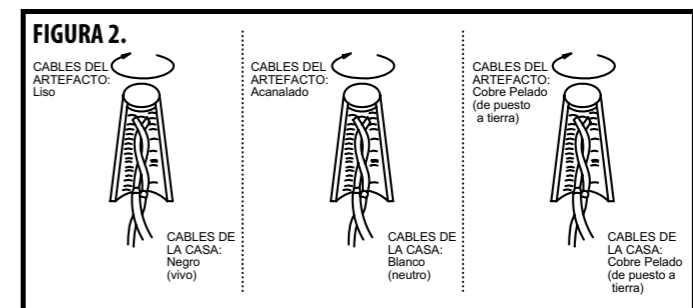 FIGURA 2.
CABLES DEL
ARTEFACTO:
Liso
CABLES DE
LA CASA:
Negro
(vivo)
CABLES DEL
ARTEFACTO:
Acanalado
CABLES DE
LA CASA:
Blanco
(neutro)
CABLES DEL
ARTEFACTO:
Cobre Pelado
(de puesto
a tierra)
CABLES DE
LA CASA:
Cobre Pelado
(de puesto a
tierra)